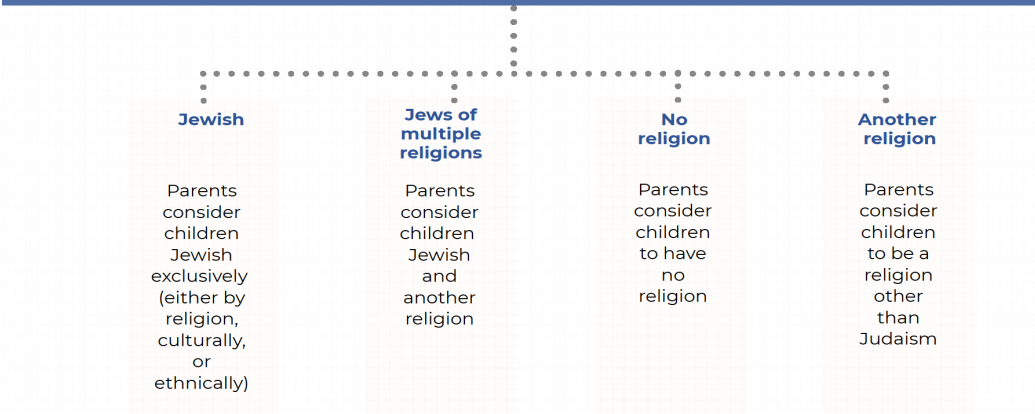 Jewish
Parents
consider
children
Jewish
exclusively
(either by
religion,
culturally,
or
ethnically)
Jews of
multiple
religions
Parents
consider
children
Jewish
and
another
religion
No
religion
Parents
consider
children
to have
no
religion
Another
religion
Parents
consider
children
to be a
religion
other
than
Judaism